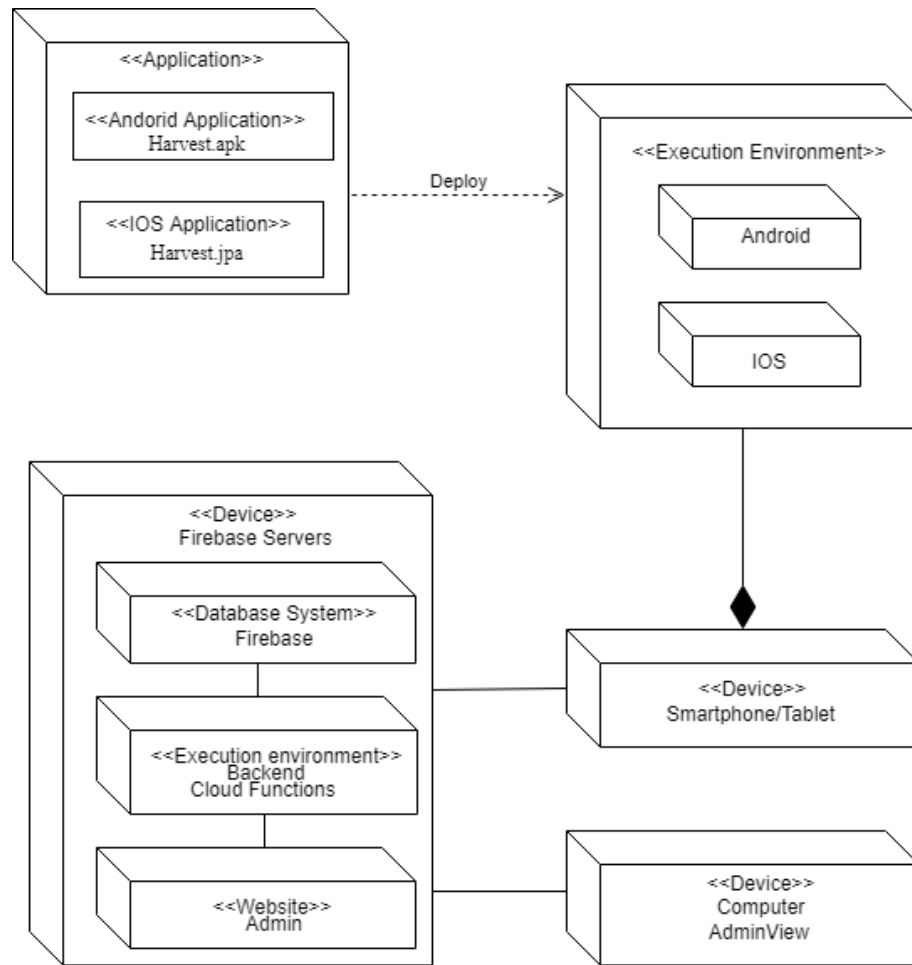 <<Application>>
<<Andorid Application>>
Harvest.apk
<<IOS Application>>
Harvest.jpa
Deploy
<<Execution Environment>>
Android
IOS
<<Device>>
Firebase Servers
<<Database System>>
Firebase
<<Execution environment>>
Backend
Cloud Functions
<<Website>>
Admin
<<Device>>
Smartphone/Tablet
<<Device>>
Computer
AdminView